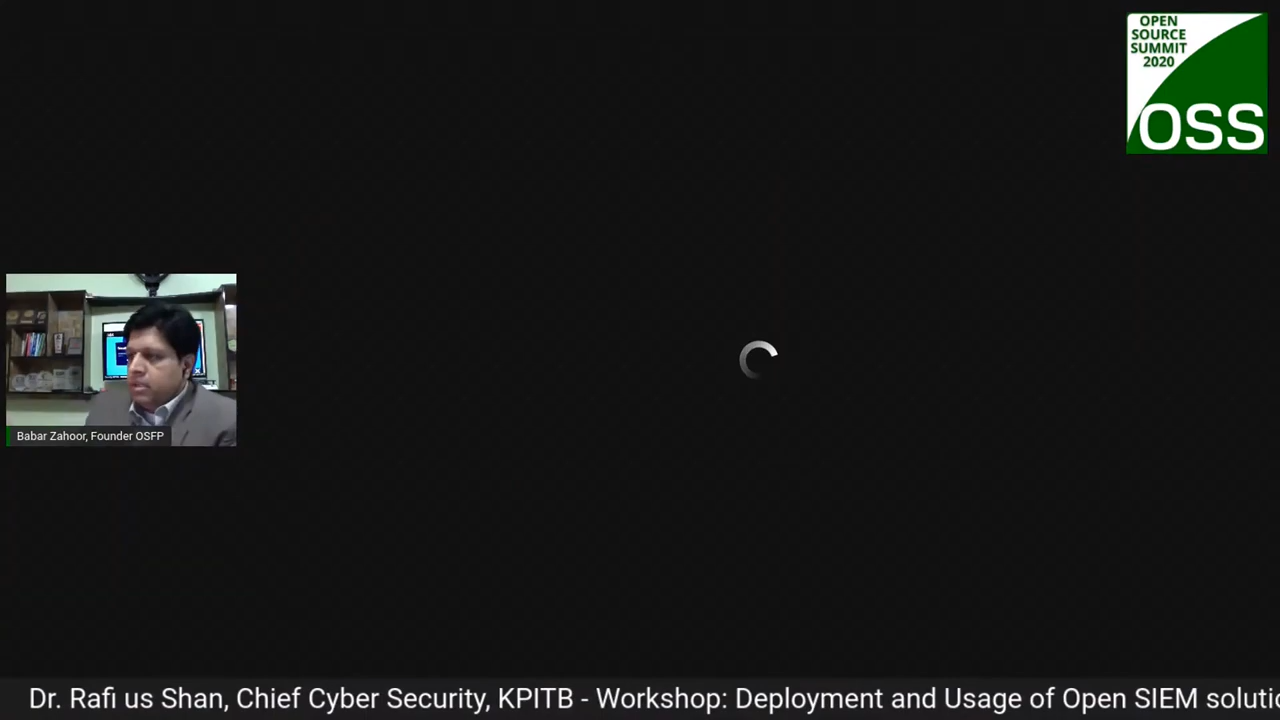 OPEN
SOURCE
SUMMIT
2020
OSS
Babar Zahoor, Founder OSFP
Dr. Rafi us Shan, Chief Cyber Security, KPITB - Workshop: Deployment and Usage of Open SIEM soluti